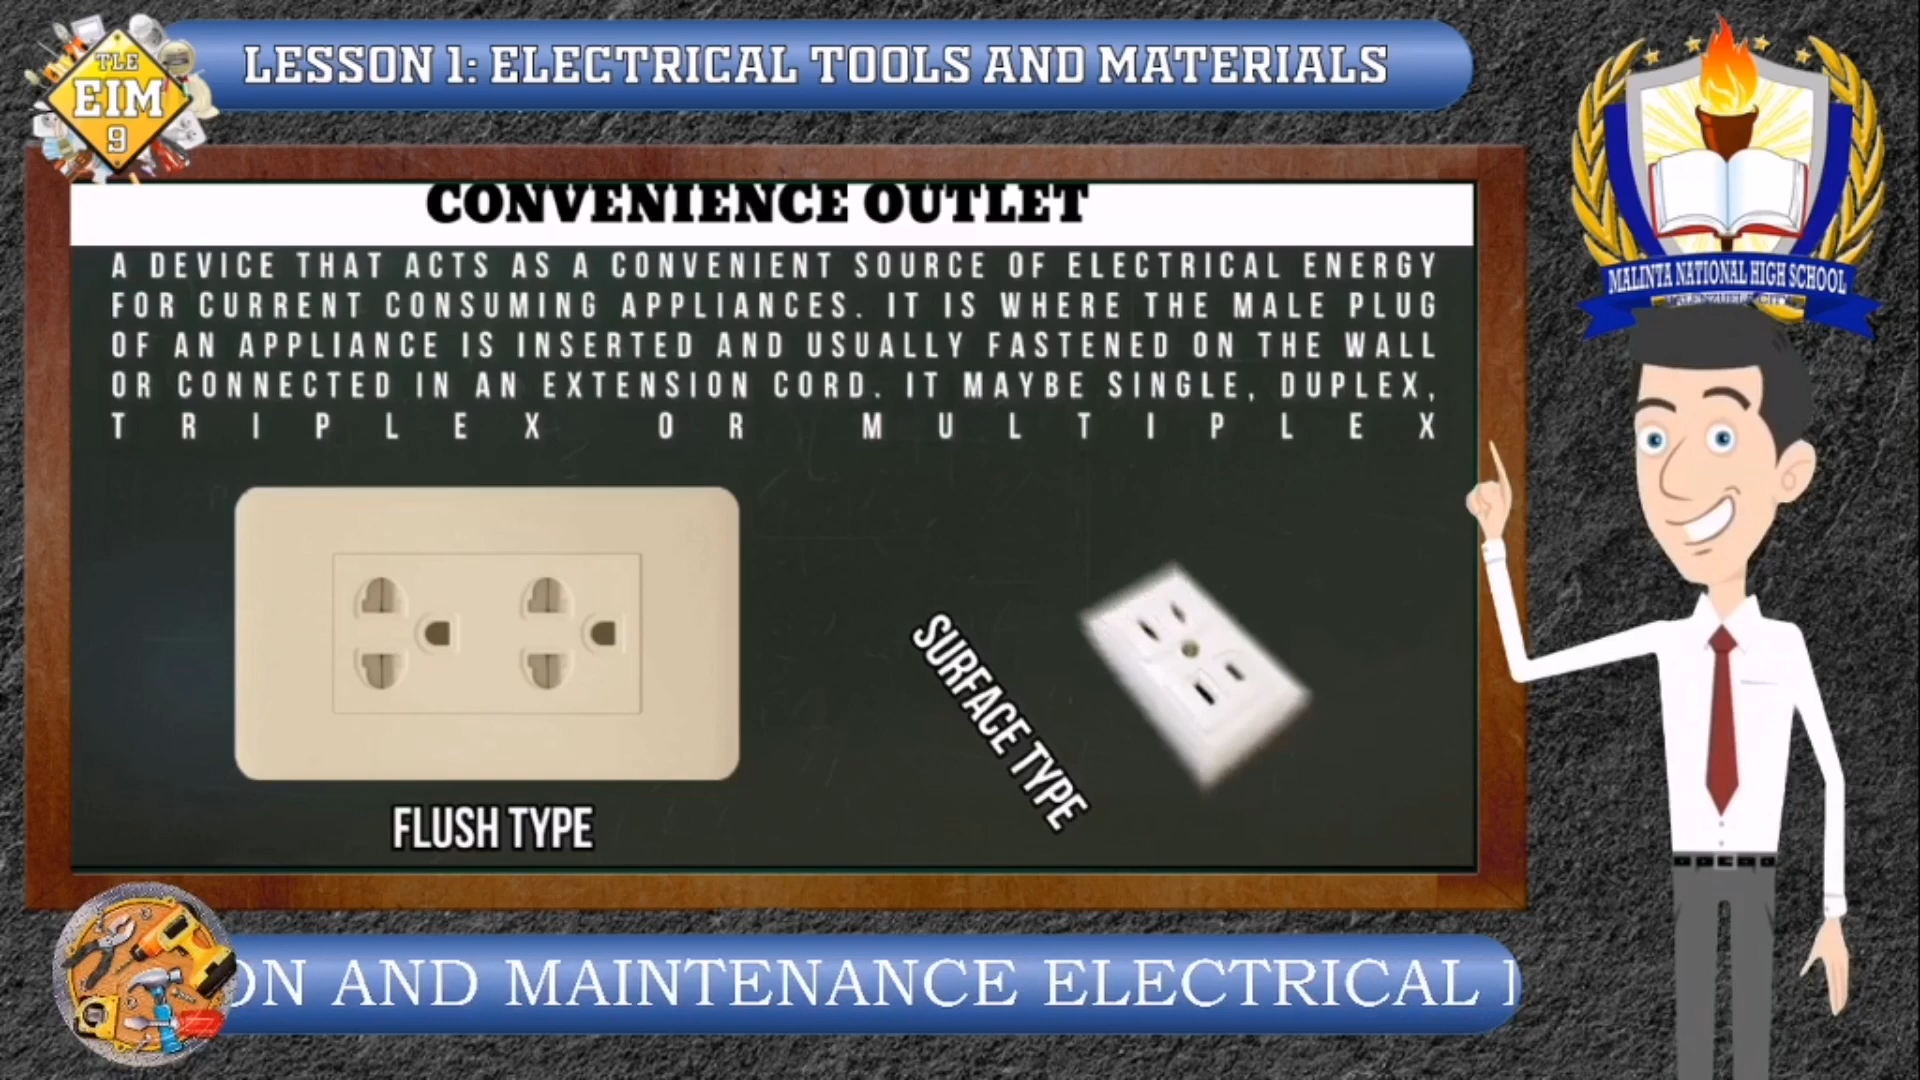 TLE
EIM
9
LESSON 1: ELECTRICAL TOOLS AND MATERIALS
CONVENIENCE OUTLET
A DEVICE THAT ACTS AS A CONVENIENT SOURCE OF ELECTRICAL ENERGY
FOR CURRENT CONSUMING APPLIANCES. IT IS WHERE THE MALE PLUG
OF AN APPLIANCE IS INSERTED AND USUALLY FASTENED ON THE WALL
OR CONNECTED IN AN EXTENSION CORD. IT MAYBE SINGLE, DUPLEX,
TRIPLEX OR MULTIPLEX
FLUSH TYPE
SURFACE TYPE
MALINTA NATIONAL HIGH SCHOOL
ON AND MAINTENANCE ELECTRICAL